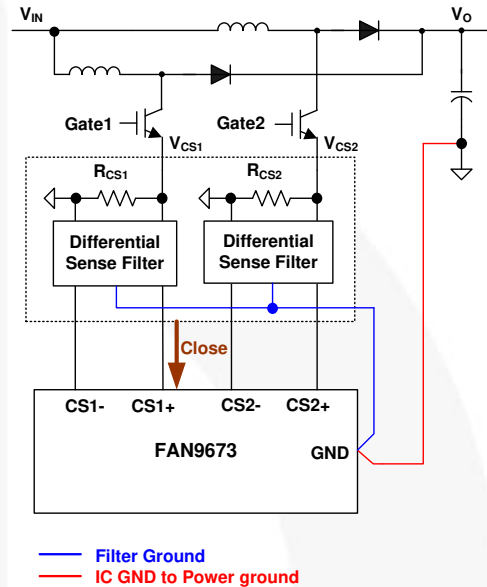 VIN
VO
Gate1
Gate2
VCS1
VCS2
RCS1
RCS2
Differential
Sense Filter
Differential
Sense Filter
Close
CS1-
CS1+
CS2-
CS2+
FAN9673
GND
Filter Ground
IC GND to Power ground